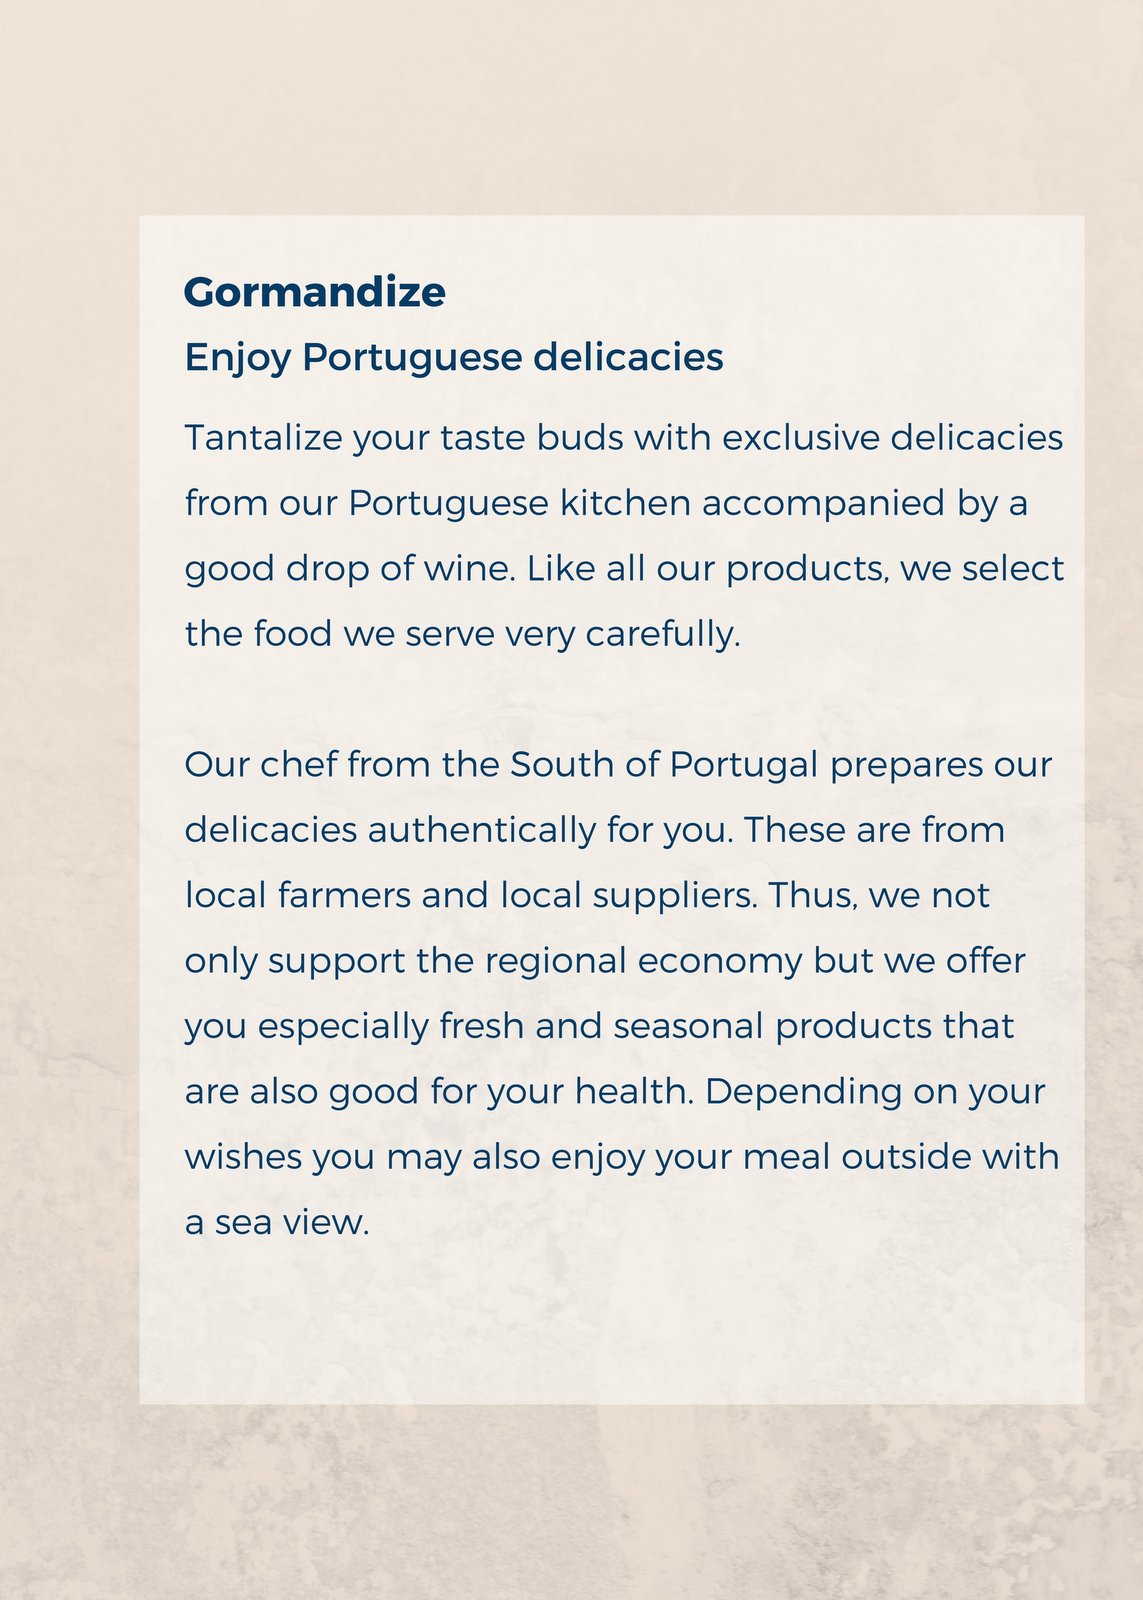 Gormandize
Enjoy Portuguese delicacies
Tantalize your taste buds with exclusive delicacies
from our Portuguese kitchen accompanied by a
good drop of wine. Like all our products, we select
the food we serve very carefully.
Our chef from the South of Portugal prepares our
delicacies authentically for you. These are from
local farmers and local suppliers. Thus, we not
only support the regional economy but we offer
you especially fresh and seasonal products that
are also good for your health. Depending on your
wishes you may also enjoy your meal outside with
a sea view.